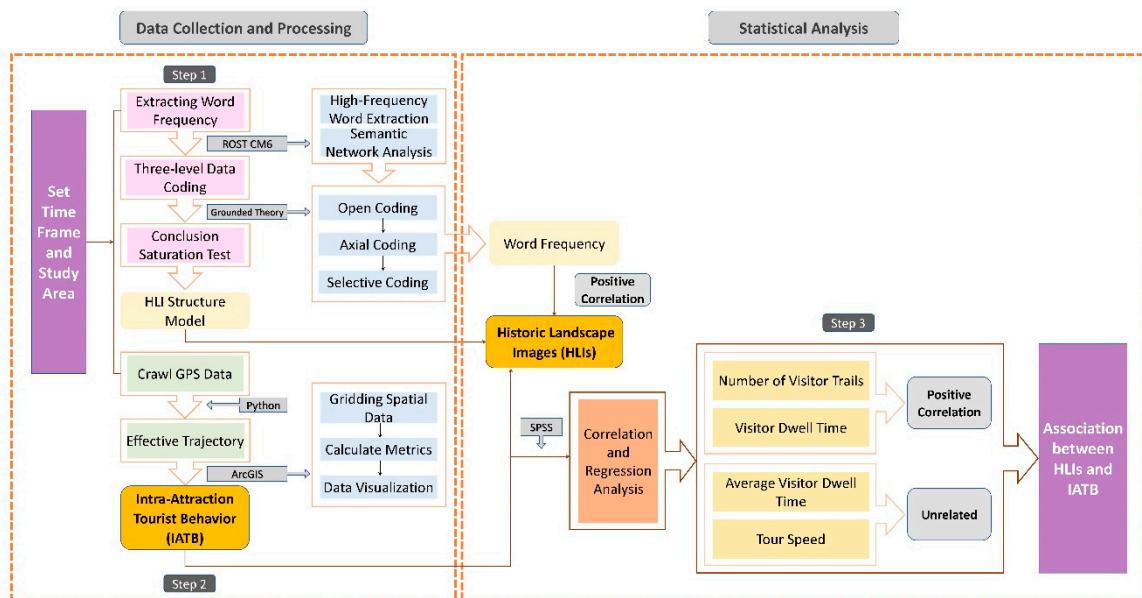 Data Collection and Processing
Statistical Analysis
Step 1
Set
Time
Frame
and
Study
Area
Extracting Word
Frequency
ROST CM6
High-Frequency
Word Extraction
Semantic
Network Analysis
Three-level Data
Coding
Grounded Theory
Open Coding
Axial Coding
Selective Coding
Conclusion
Saturation Test
HLI Structure
Model
Word Frequency
Positive
Correlation
Historic Landscape
Images (HLIs)
Crawl GPS Data
Python
Effective Trajectory
ArcGIS
Gridding Spatial
Data
Calculate Metrics
Data Visualization
Intra-Attraction
Tourist Behavior
(IATB)
Step 2
SPSS
Correlation
and
Regression
Analysis
Step 3
Number of Visitor Trails
Visitor Dwell Time
Positive
Correlation
Average Visitor Dwell
Time
Tour Speed
Unrelated
Association
between
HLIs and
IATB